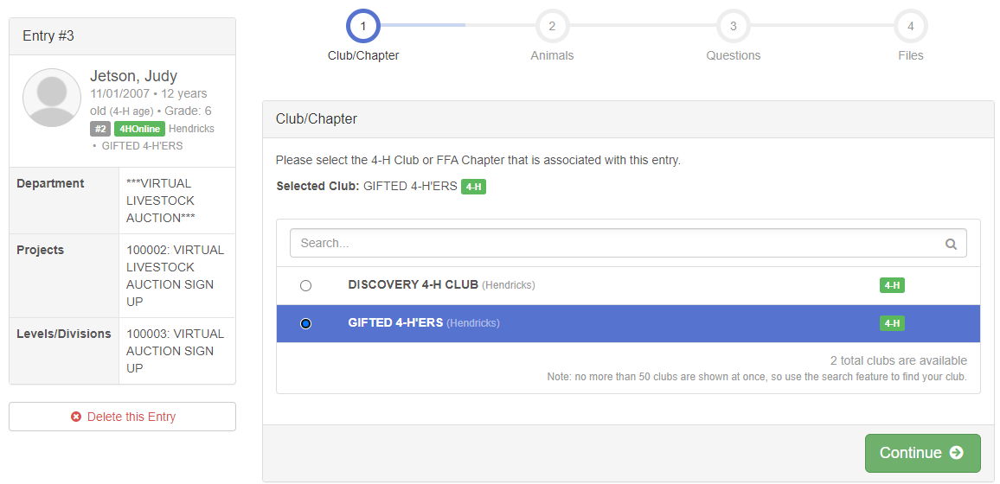 Entry #3
Jetson, Judy
11/01/2007 • 12 years
old (4-H age) • Grade: 6
#2 4HOnline Hendricks
• GIFTED 4-H'ERS
Department
***VIRTUAL
LIVESTOCK
AUCTION***
Projects
100002: VIRTUAL
LIVESTOCK
AUCTION SIGN
UP
Levels/Divisions
100003: VIRTUAL
AUCTION SIGN
UP
Delete this Entry
1
2
3
4
Club/Chapter
Animals
Questions
Files
Club/Chapter
Please select the 4-H Club or FFA Chapter that is associated with this entry.
Selected Club: GIFTED 4-H'ERS 4-H
Search...
DISCOVERY 4-H CLUB (Hendricks) 4-H
GIFTED 4-H'ERS (Hendricks) 4-H
2 total clubs are available
Note: no more than 50 clubs are shown at once, so use the search feature to find your club.
Continue